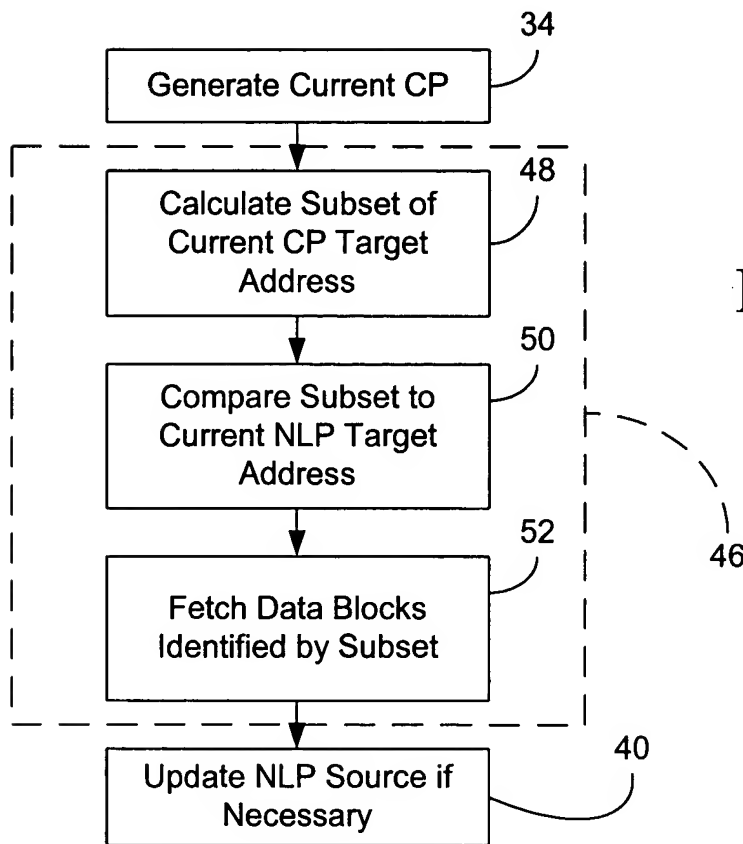 34
Generate Current CP
48
Calculate Subset of
Current CP Target
Address
50
Compare Subset to
Current NLP Target
Address
52
Fetch Data Blocks
Identified by Subset
46
Update NLP Source if
Necessary
40